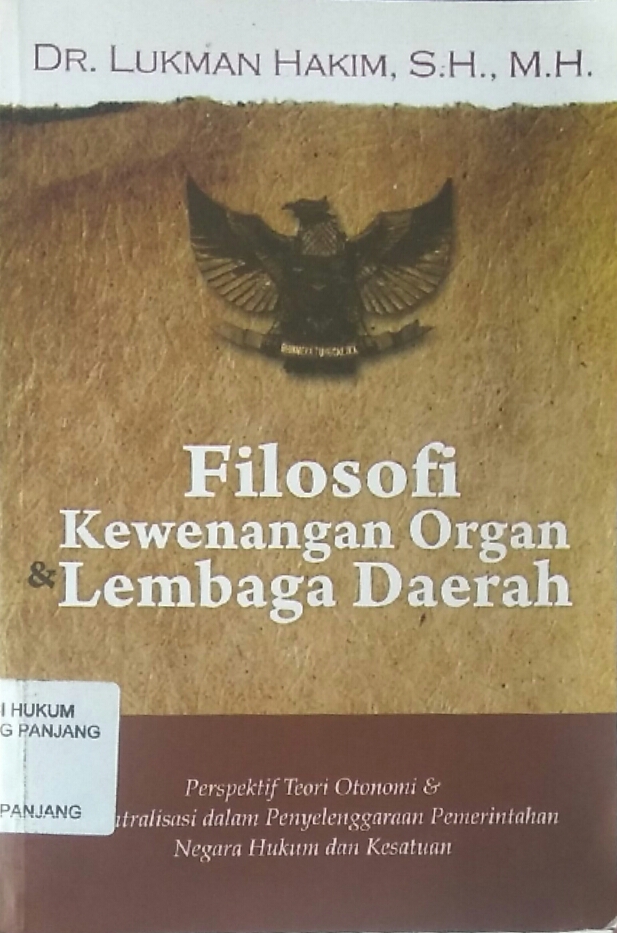 DR. LUKMAN HAKIM, S.H., M.H.
Filosofi
Kewenangan Organ
& Lembaga Daerah
I HUKUM
G PANJANG
PANJANG
Perspektif Teori Otonomi &
ntralisasi dalam Penyelenggaraan Pemerintahan
Negara Hukum dan Kesatuan